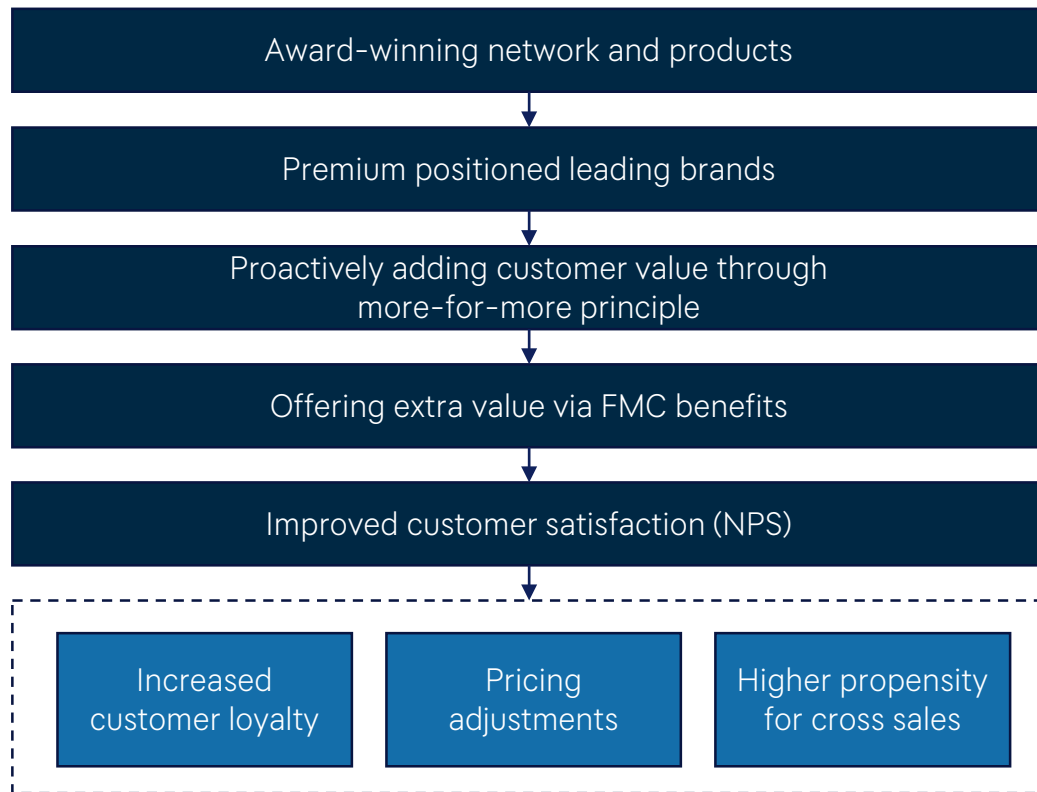 Award-winning network and products
Premium positioned leading brands
Proactively adding customer value through
more-for-more principle
Offering extra value via FMC benefits
Improved customer satisfaction (NPS)
Increased
customer loyalty
Pricing
adjustments
Higher propensity
for cross sales